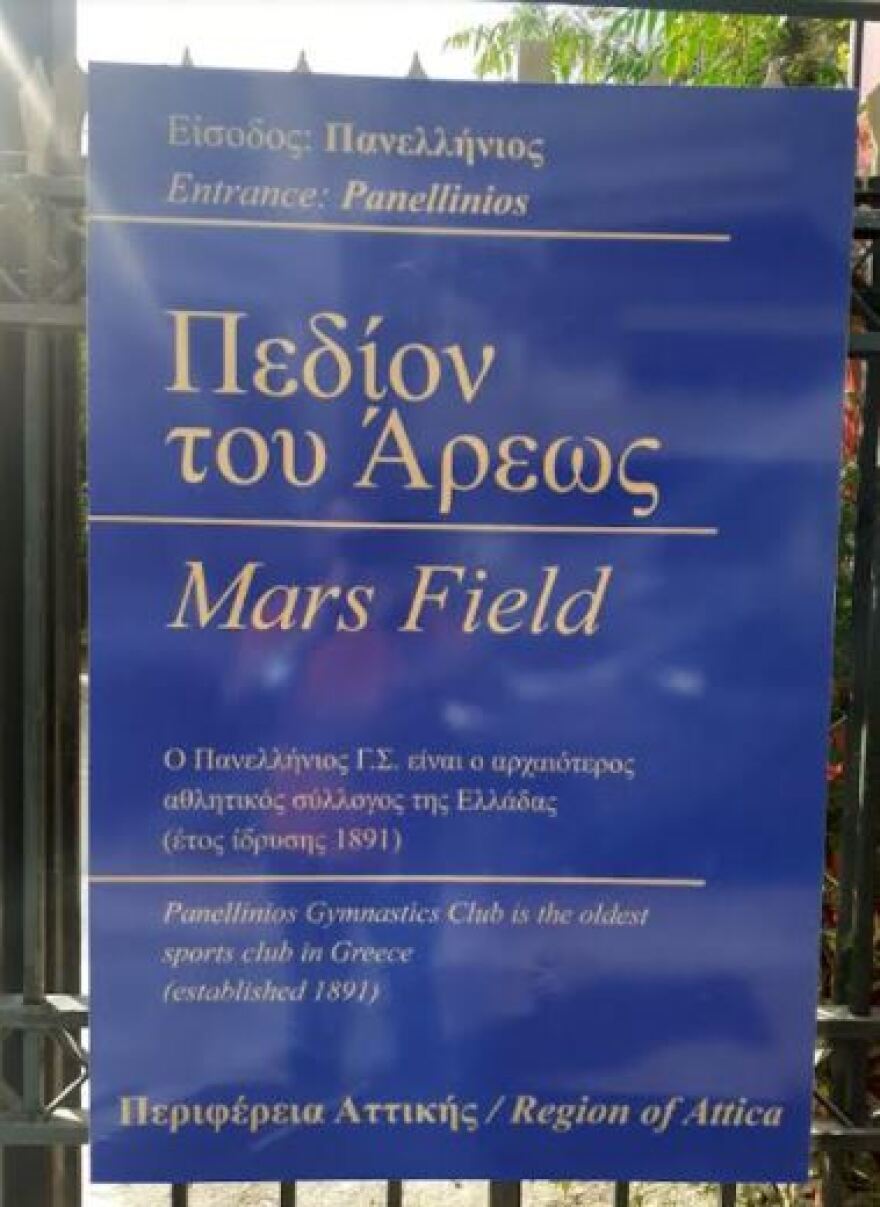 Είσοδος: Πανελλήνιος
Entrance: Panellinios
Πεδίον
του Άρεως
Mars Field
Ο Πανελλήνιος Γ.Σ. είναι ο αρχαιότερος
αθλητικός σύλλογος της Ελλάδας
(έτος ίδρυσης 1891)
Panellinios Gymnastics Club is the oldest
sports club in Greece
(established 1891)
Περιφέρεια Αττικής / Region of Attica